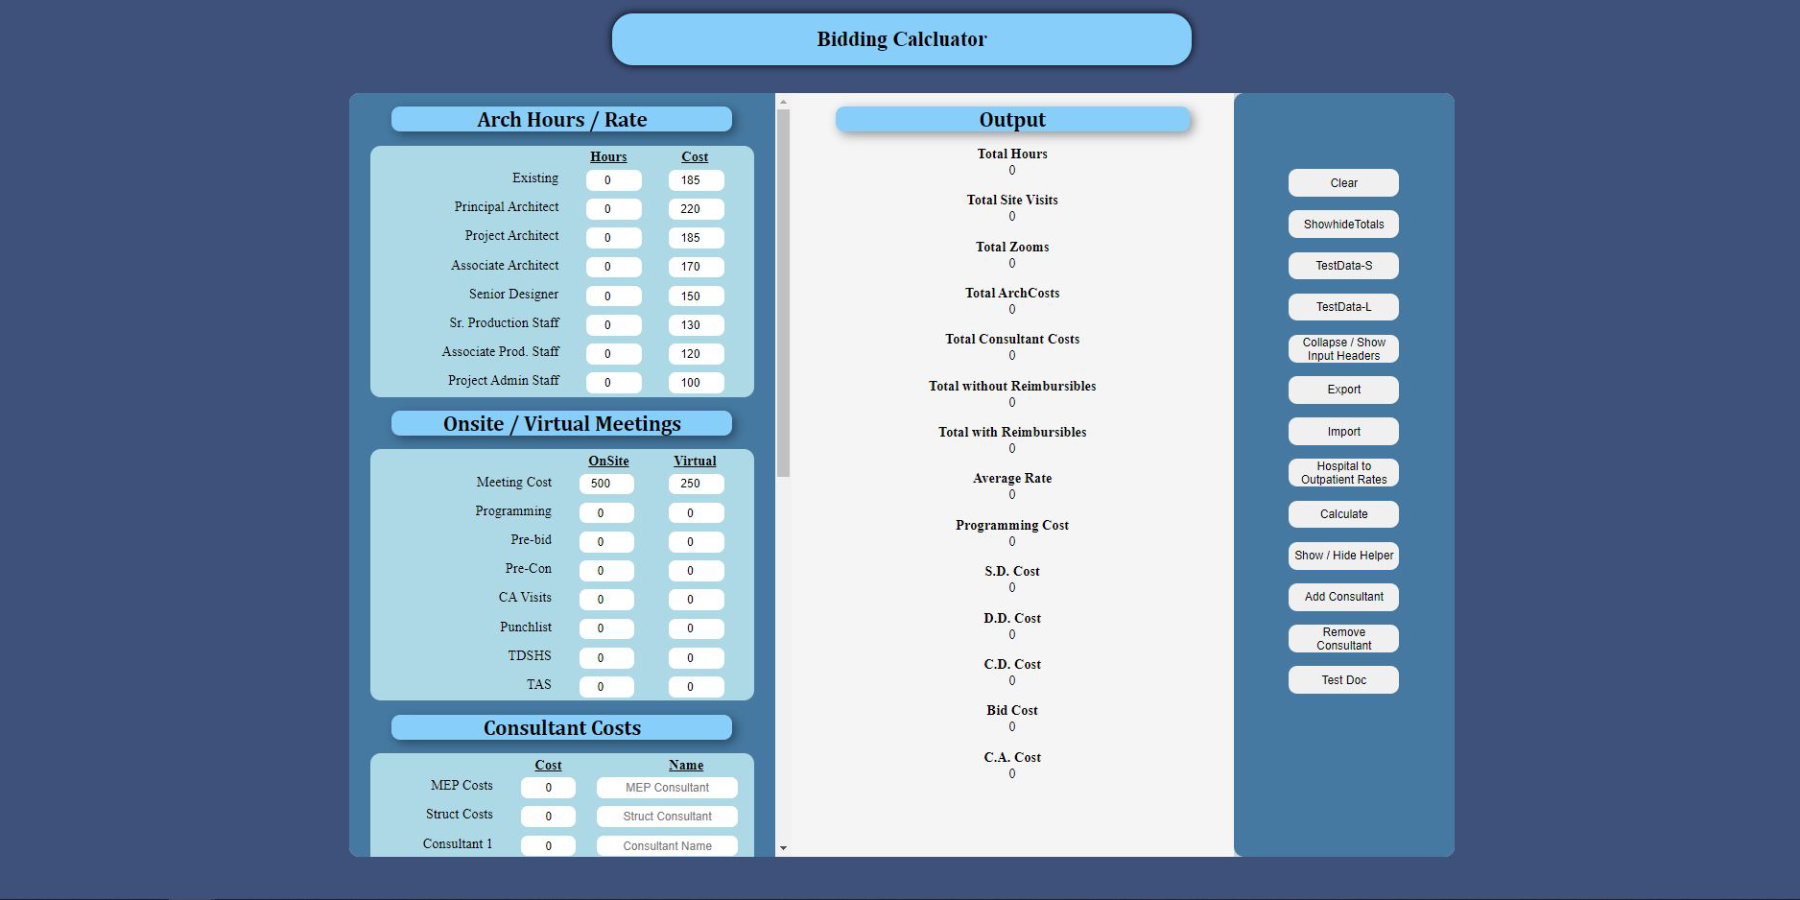 Bidding Calcluator
Arch Hours / Rate
Hours Cost
Existing 0 185
Principal Architect 0 220
Project Architect 0 185
Associate Architect 0 170
Senior Designer 0 150
Sr. Production Staff 0 130
Associate Prod. Staff 0 120
Project Admin Staff 0 100
Onsite / Virtual Meetings
OnSite Virtual
Meeting Cost 500 250
Programming 0 0
Pre-bid 0 0
Pre-Con 0 0
CA Visits 0 0
Punchlist 0 0
TDSHS 0 0
TAS 0 0
Consultant Costs
Cost Name
MEP Costs 0 MEP Consultant
Struct Costs 0 Struct Consultant
Consultant 1 0 Consultant Name
Output
Total Hours
0
Total Site Visits
0
Total Zooms
0
Total ArchCosts
0
Total Consultant Costs
0
Total without Reimbursibles
0
Total with Reimbursibles
0
Average Rate
0
Programming Cost
0
S.D. Cost
0
D.D. Cost
0
C.D. Cost
0
Bid Cost
0
C.A. Cost
0
Clear
ShowhideTotals
TestData-S
TestData-L
Collapse / Show
Input Headers
Export
Import
Hospital to
Outpatient Rates
Calculate
Show / Hide Helper
Add Consultant
Remove
Consultant
Test Doc